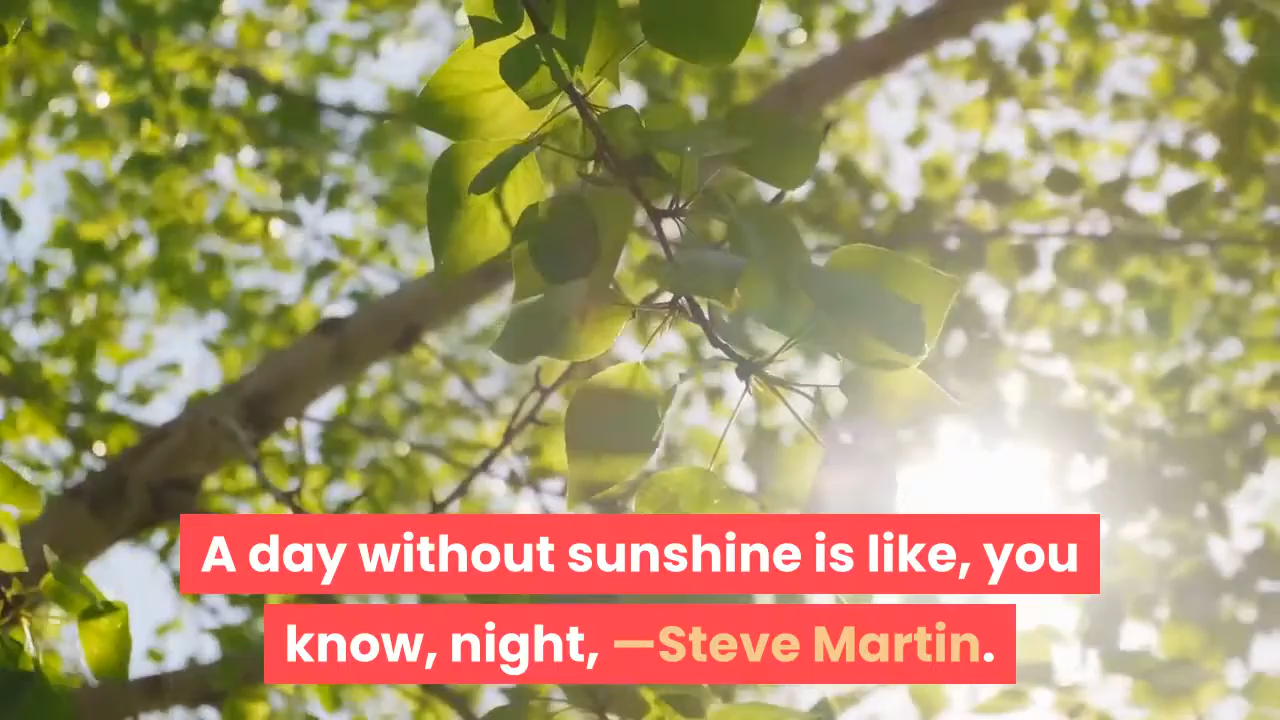 A day without sunshine is like, you
know, night, —Steve Martin.